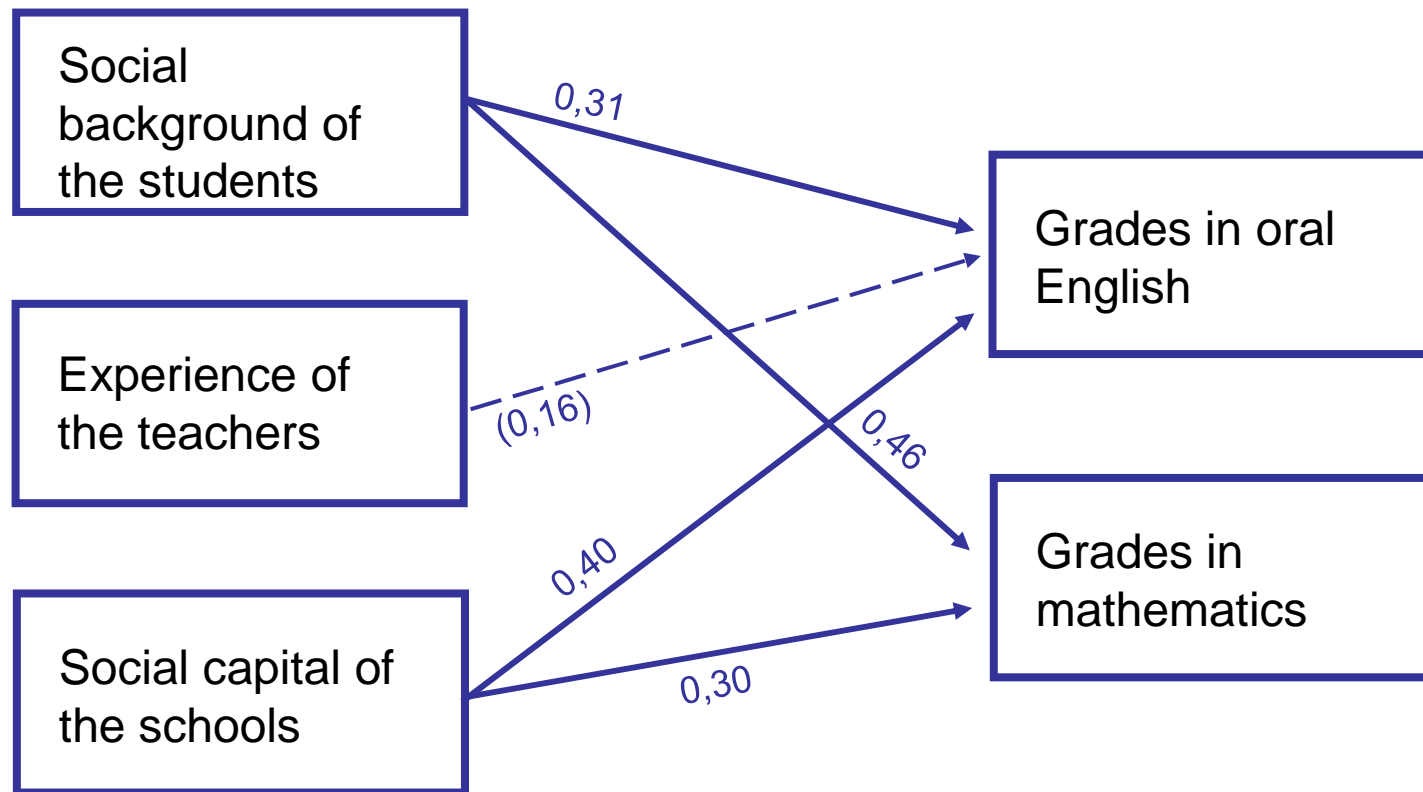 Social
background of
the students
0,31
Grades in oral
English
Experience of
the teachers
(0,16)
0,46
0,40
Grades in
mathematics
Social capital of
the schools
0,30